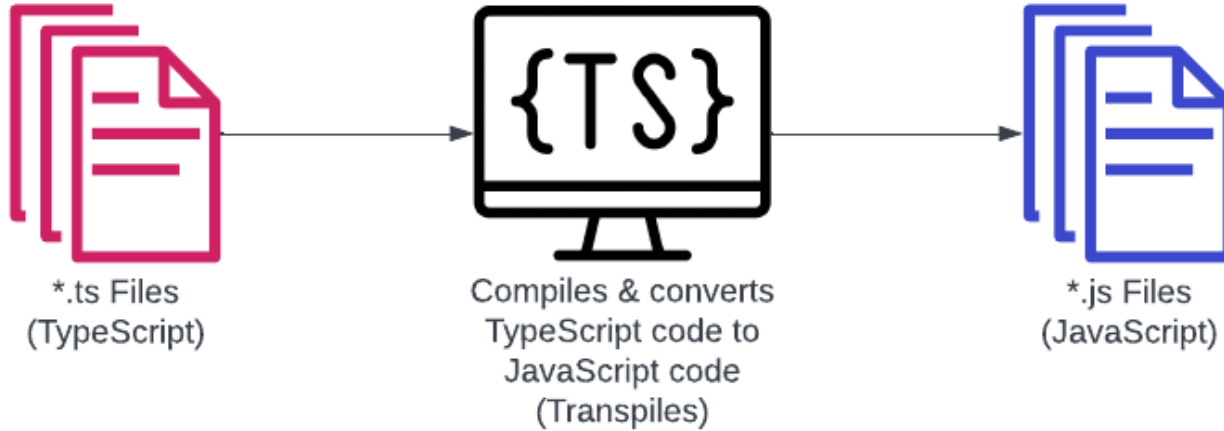 {TS}
*.ts Files
(TypeScript)
Compiles & converts
TypeScript code to
JavaScript code
(Transpiles)
*.js Files
(JavaScript)